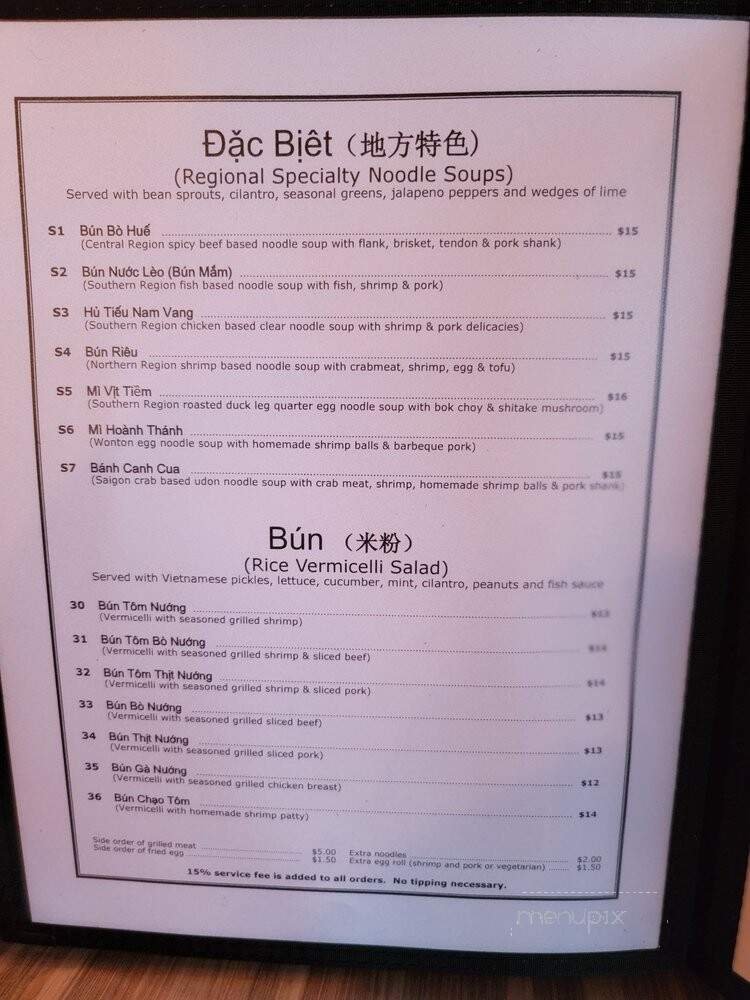 Đặc Biệt (地方特色)
(Regional Specialty Noodle Soups)
Served with bean sprouts, cilantro, seasonal greens, jalapeno peppers and wedges of lime
S1 Bún Bò Huế $15
(Central Region spicy beef based noodle soup with flank, brisket, tendon & pork shank)
S2 Bún Nước Lèo (Bún Mắm) $15
(Southern Region fish based noodle soup with fish, shrimp & pork)
S3 Hủ Tiếu Nam Vang $15
(Southern Region chicken based clear noodle soup with shrimp & pork delicacies)
S4 Bún Riêu $15
(Northern Region shrimp based noodle soup with crabmeat, shrimp, egg & tofu)
S5 Mì Vịt Tiềm $16
(Southern Region roasted duck leg quarter egg noodle soup with bok choy & shitake mushroom)
S6 Mì Hoành Thánh $15
(Wonton egg noodle soup with homemade shrimp balls & barbeque pork)
S7 Bánh Canh Cua $15
(Saigon crab based udon noodle soup with crab meat, shrimp, homemade shrimp balls & pork shank)
Bún (米粉)
(Rice Vermicelli Salad)
Served with Vietnamese pickles, lettuce, cucumber, mint, cilantro, peanuts and fish sauce
30 Bún Tôm Nướng $13
(Vermicelli with seasoned grilled shrimp)
31 Bún Tôm Bò Nướng $14
(Vermicelli with seasoned grilled shrimp & sliced beef)
32 Bún Tôm Thịt Nướng $14
(Vermicelli with seasoned grilled shrimp & sliced pork)
33 Bún Bò Nướng $13
(Vermicelli with seasoned grilled sliced beef)
34 Bún Thịt Nướng $13
(Vermicelli with seasoned grilled sliced pork)
35 Bún Gà Nướng $12
(Vermicelli with seasoned grilled chicken breast)
36 Bún Chạo Tôm $14
(Vermicelli with homemade shrimp patty)
Side order of grilled meat $5.00 Extra noodles $2.00
Side order of fried egg $1.50 Extra egg roll (shrimp and pork or vegetarian) $1.50
15% service fee is added to all orders. No tipping necessary.
menupix